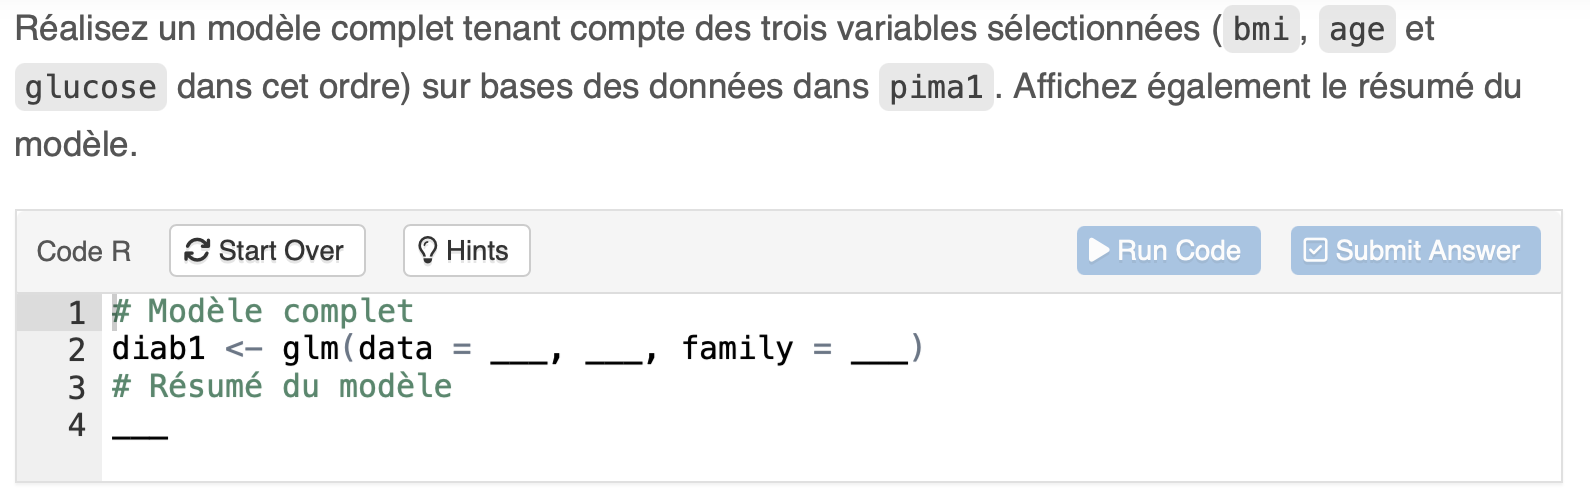 Réalisez un modèle complet tenant compte des trois variables sélectionnées ( bmi , age et
glucose dans cet ordre) sur bases des données dans pima1 . Affichez également le résumé du
modèle.
Code R Start Over Hints Run Code Submit Answer
1 # Modèle complet
2 diab1 <- glm(data = ___, ___, family = ___)
3 # Résumé du modèle
4 ___